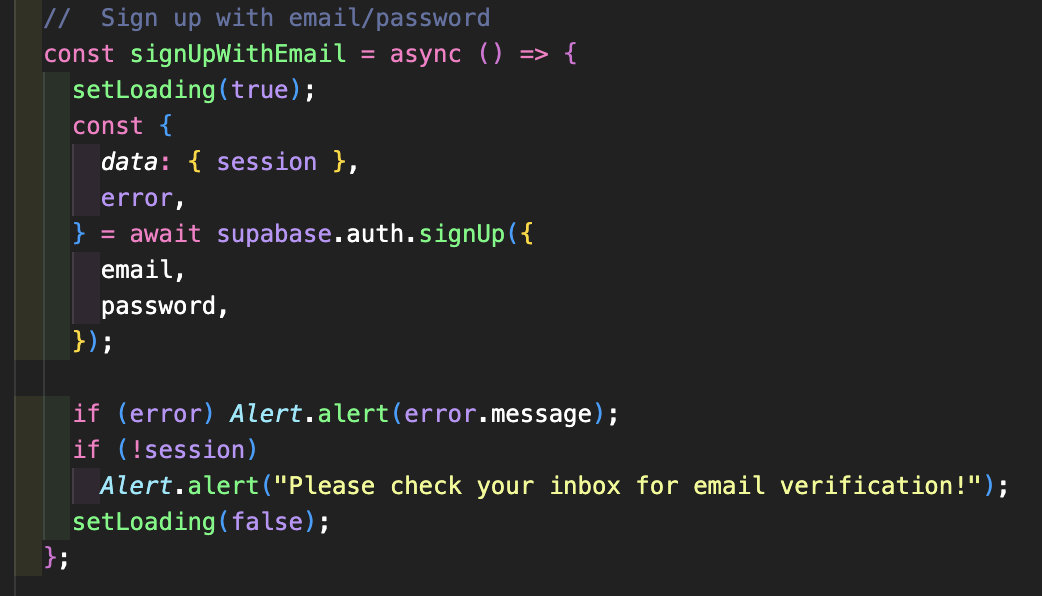 //  Sign up with email/password
const signUpWithEmail = async () => {
  setLoading(true);
  const {
    data: { session },
    error,
  } = await supabase.auth.signUp({
    email,
    password,
  });

  if (error) Alert.alert(error.message);
  if (!session)
    Alert.alert("Please check your inbox for email verification!");
  setLoading(false);
};